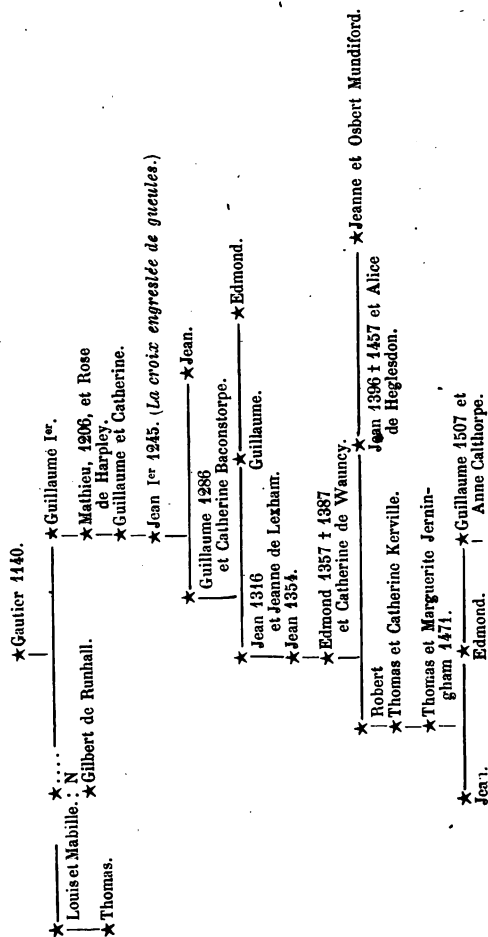 ★Gautier 1140.
★ ★.... ★Guillaumé Ier.
Louis et Mabille.: N
★Thomas.
★Gilbert de Runhall.
★Mathieu, 1206, et Rose
de Harpley.
★Guillaume et Catherine.
★Jean Ier 1245. (La croix engreslée de gueules.)
★ ★Jean.
Guillaume 1286
et Catherine Baconstorpe.
★ ★ ★Edmond.
Jean 1316
et Jeanne de Lexham.
Guillaume.
★Jean 1354.
★Edmond 1357 † 1387
et Catherine de Wauncy.
★ ★ ★Jeanne et Osbert Mundiford.
Robert
Jean 1396 † 1457 et Alice
de Heglesdon.
★Thomas et Catherine Kerville.
★Thomas et Marguerite Jernin-
gham 1471.
★ ★ ★Guillaume 1507 et
Jean.
Edmond.
Anne Calthorpe.